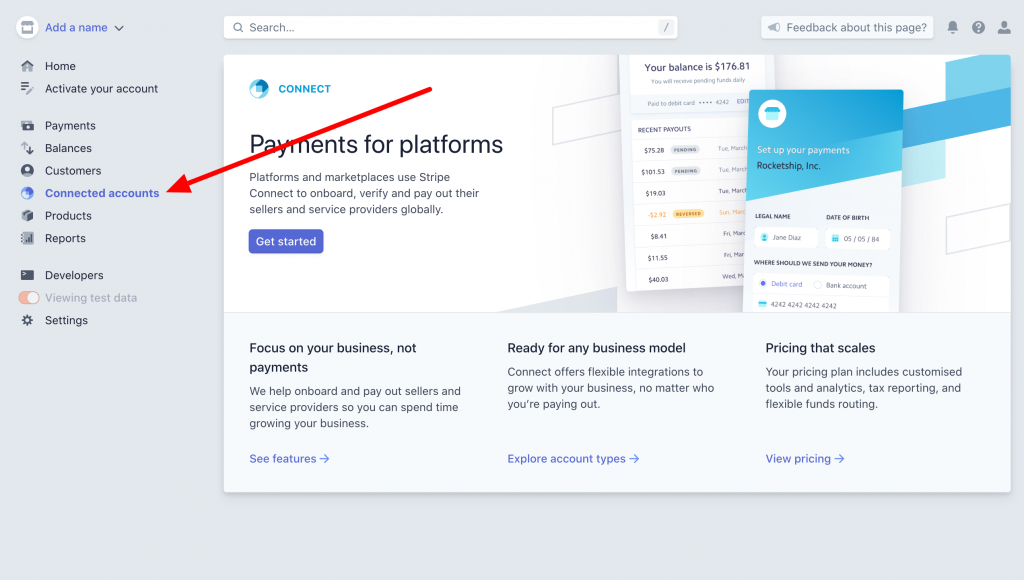 Add a name
Search...
/
Feedback about this page?
Home
Activate your account
Payments
Balances
Customers
Connected accounts
Products
Reports
Developers
Viewing test data
Settings
CONNECT
Payments for platforms
Platforms and marketplaces use Stripe
Connect to onboard, verify and pay out their
sellers and service providers globally.
Get started
Your balance is $176.81
You will receive pending funds daily
Paid to debit card •••• 4242 EDIT
RECENT PAYOUTS
$75.28 PENDING Tue, March
$101.53 PENDING Tue, Mar
$19.03 Tue, Mar
-$2.92 REVERSED Sun, Mar
$8.41 Fri, Mar
$11.55 Fri, Ma
$40.03 Wed, M
Set up your payments
Rocketship, Inc.
LEGAL NAME DATE OF BIRTH
Jane Diaz 05 / 05 / 84
WHERE SHOULD WE SEND YOUR MONEY?
Debit card Bank account
4242 4242 4242 4242
Focus on your business, not
payments
We help onboard and pay out sellers and
service providers so you can spend time
growing your business.
See features →
Ready for any business model
Connect offers flexible integrations to
grow with your business, no matter who
you’re paying out.
Explore account types →
Pricing that scales
Your pricing plan includes customised
tools and analytics, tax reporting, and
flexible funds routing.
View pricing →